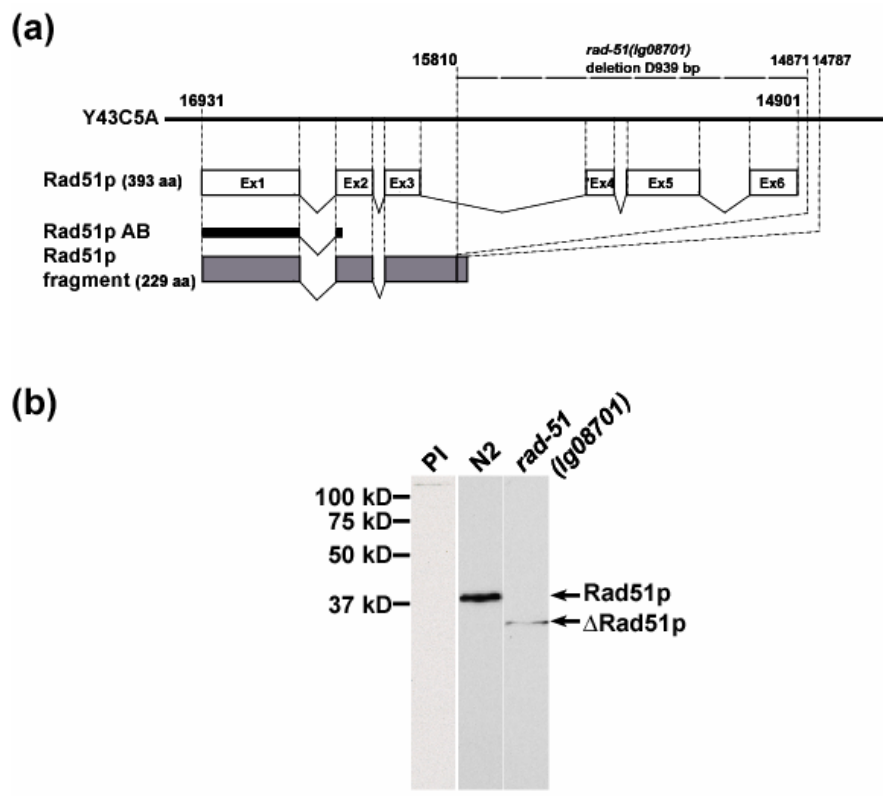 (a)
rad-51(lg08701)
deletion D939 bp
15810
14871 14787
16931
14901
Y43C5A
Rad51p (393 aa)
Ex1
Ex2
Ex3
'Ex4
Ex5
Ex6
Rad51p AB
Rad51p
fragment (229 aa)
(b)
PI
N2
rad-51
(lg08701)
100 kD
75 kD
50 kD
37 kD
Rad51p
ΔRad51p